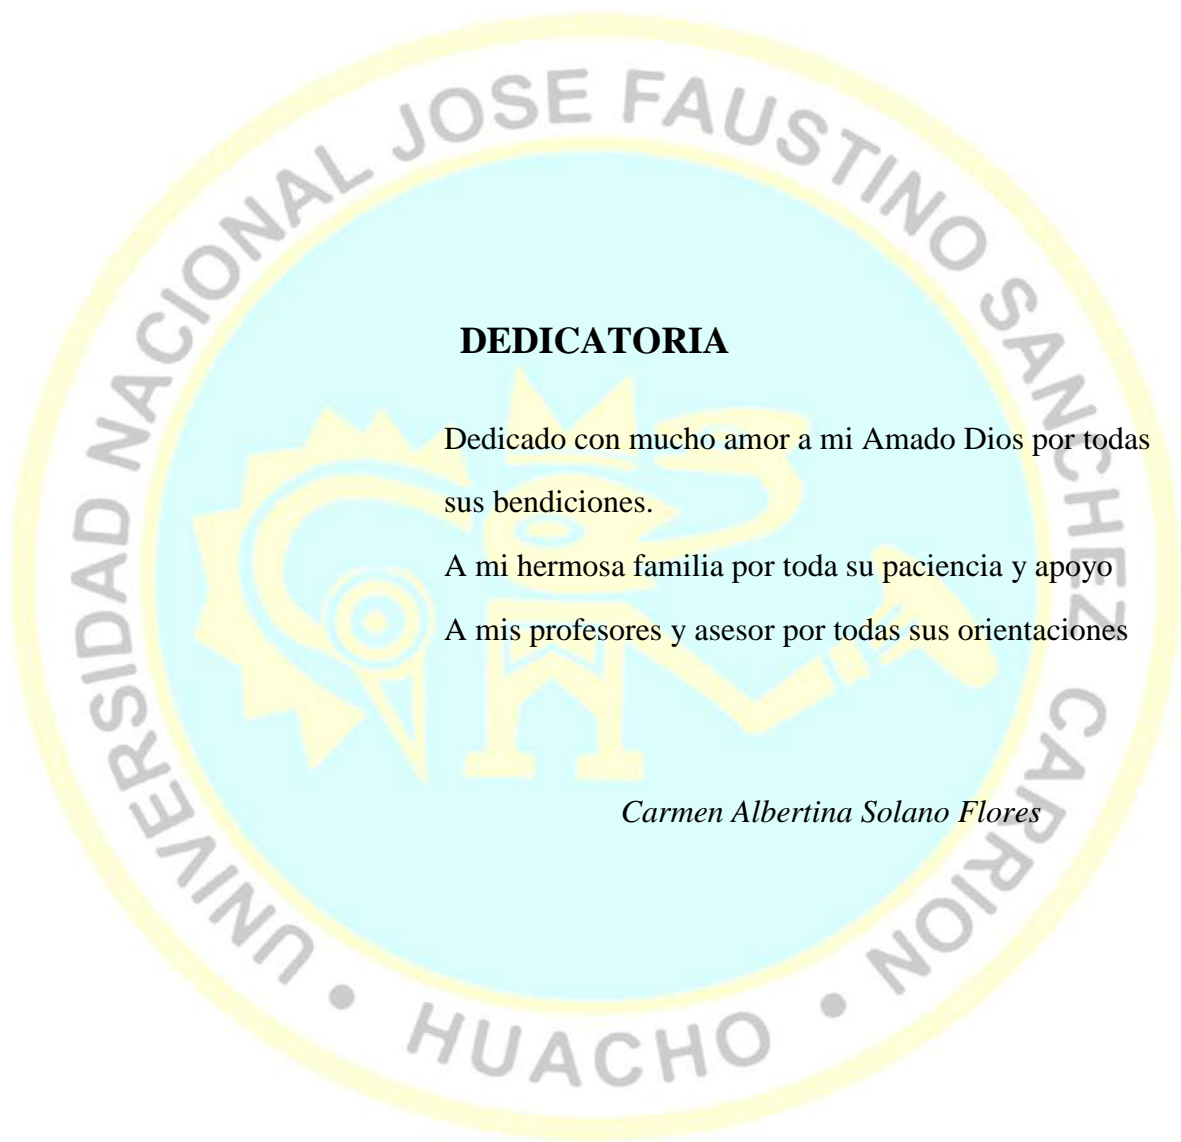 UNIVERSIDAD NACIONAL JOSE FAUSTINO SANCHEZ CARRION • HUACHO •
DEDICATORIA
Dedicado con mucho amor a mi Amado Dios por todas
sus bendiciones.
A mi hermosa familia por toda su paciencia y apoyo
A mis profesores y asesor por todas sus orientaciones
Carmen Albertina Solano Flores